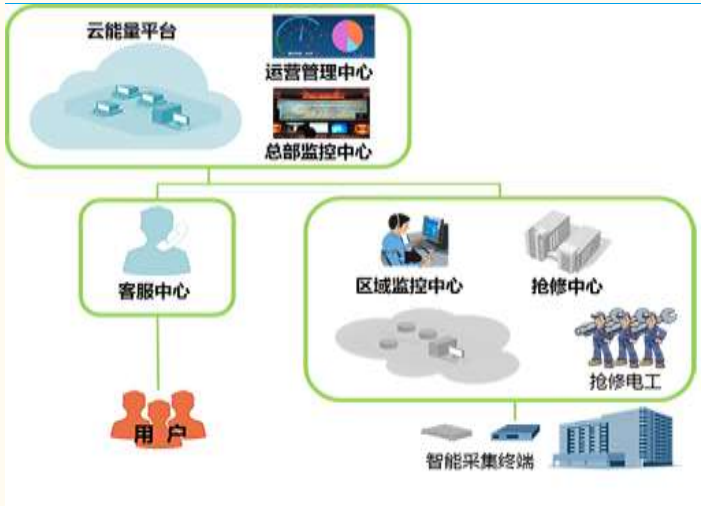 云能量平台
运营管理中心
总部监控中心
客服中心
区域监控中心
抢修中心
抢修电工
用户
智能采集终端